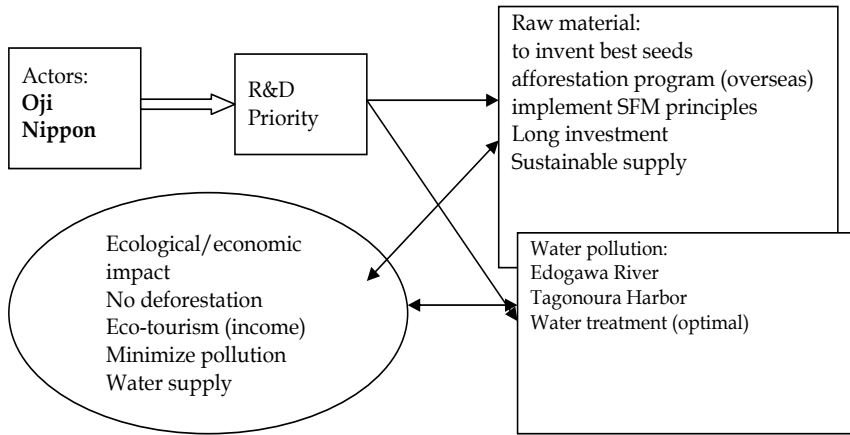 Actors:
Oji
Nippon
R&D
Priority
Raw material:
to invent best seeds
afforestation program (overseas)
implement SFM principles
Long investment
Sustainable supply
Ecological/economic
impact
No deforestation
Eco-tourism (income)
Minimize pollution
Water supply
Water pollution:
Edogawa River
Tagonoura Harbor
Water treatment (optimal)